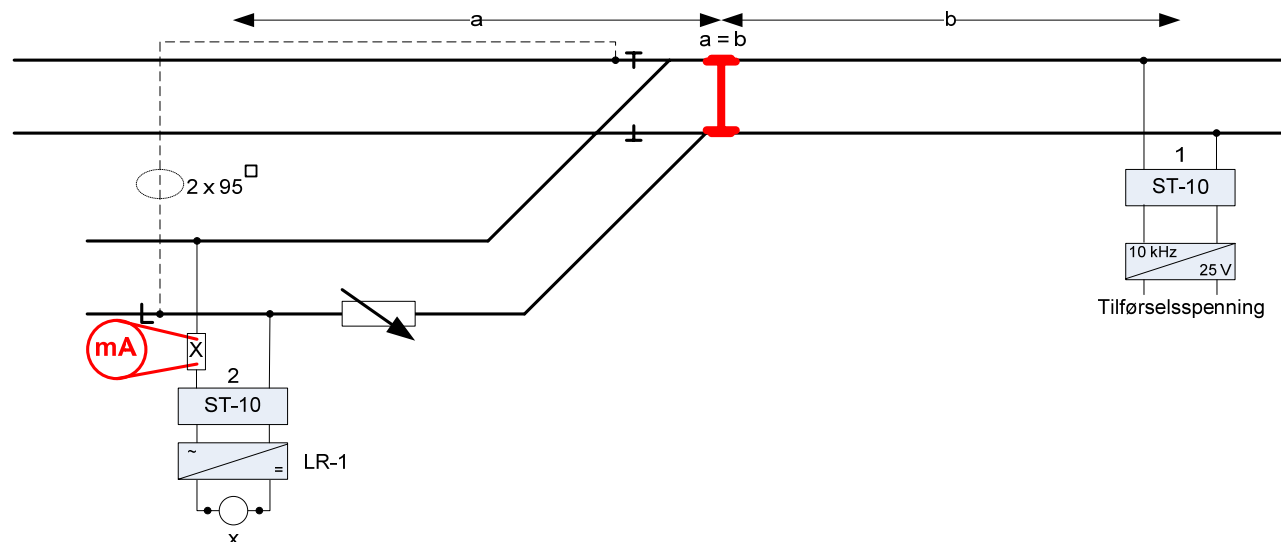 a
b
a = b
2 x 95
1
ST-10
10 kHz
25 V
Tilførselsspenning
mA
X
2
ST-10
~
=
LR-1
x